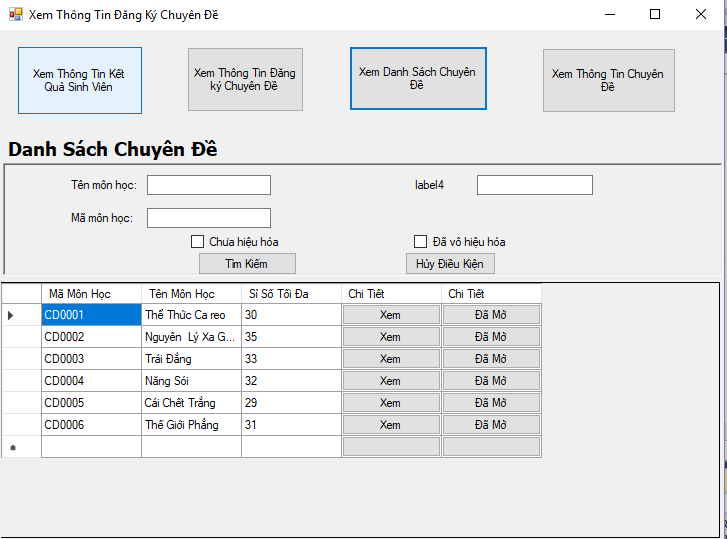 Xem Thông Tin Đăng Ký Chuyên Đề
Xem Thông Tin Kết
Quả Sinh Viên
Xem Thông Tin Đăng
ký Chuyên Đề
Xem Danh Sách Chuyên
Đề
Xem Thông Tin Chuyên
Đề
Danh Sách Chuyên Đề
Tên môn học:
label4
Mã môn học:
Chưa hiệu hóa
Đã vô hiệu hóa
Tìm Kiếm
Hủy Điều Kiện
Mã Môn Học Tên Môn Học Sỉ Số Tối Đa Chi Tiết Chi Tiết
CD0001 Thể Thức Ca reo 30 Xem Đã Mở
CD0002 Nguyên Lý Xa G... 35 Xem Đã Mở
CD0003 Trái Đắng 33 Xem Đã Mở
CD0004 Năng Sói 32 Xem Đã Mở
CD0005 Cái Chết Trắng 29 Xem Đã Mở
CD0006 Thế Giới Phẳng 31 Xem Đã Mở